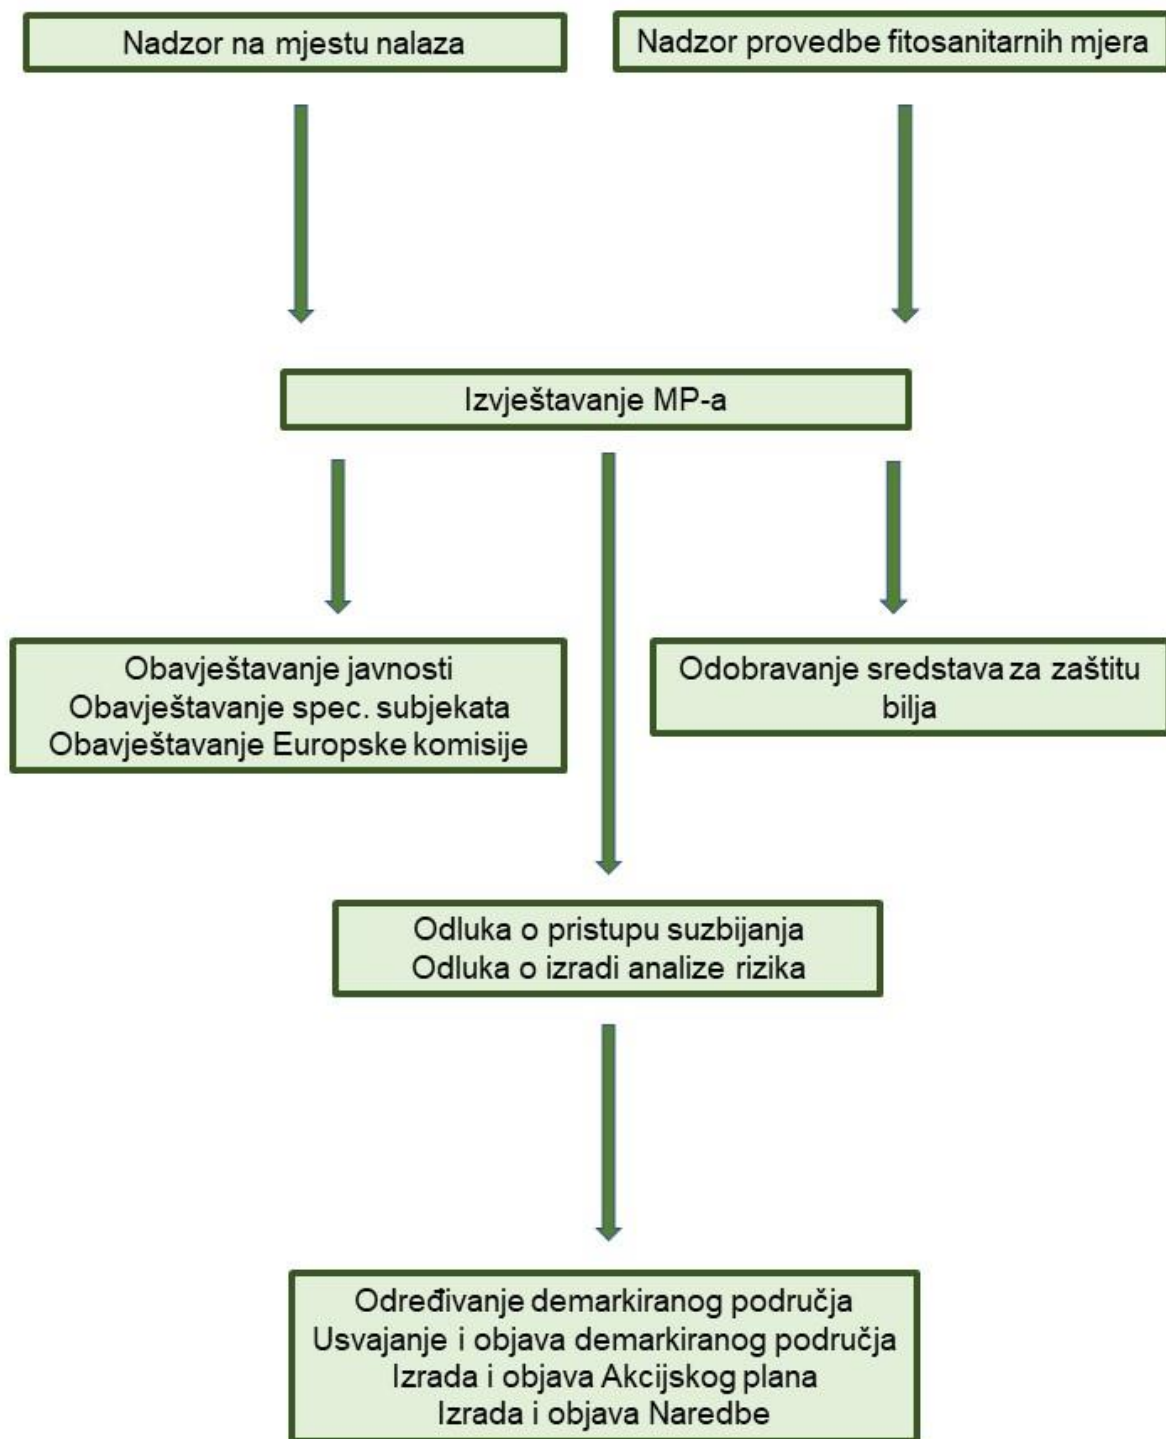 Nadzor na mjestu nalaza
Nadzor provedbe fitosanitarnih mjera
Izvještavanje MP-a
Obavještavanje javnosti
Obavještavanje spec. subjekata
Obavještavanje Europske komisije
Odobravanje sredstava za zaštitu
bilja
Odluka o pristupu suzbijanja
Odluka o izradi analize rizika
Određivanje demarkiranog područja
Usvajanje i objava demarkiranog područja
Izrada i objava Akcijskog plana
Izrada i objava Naredbe